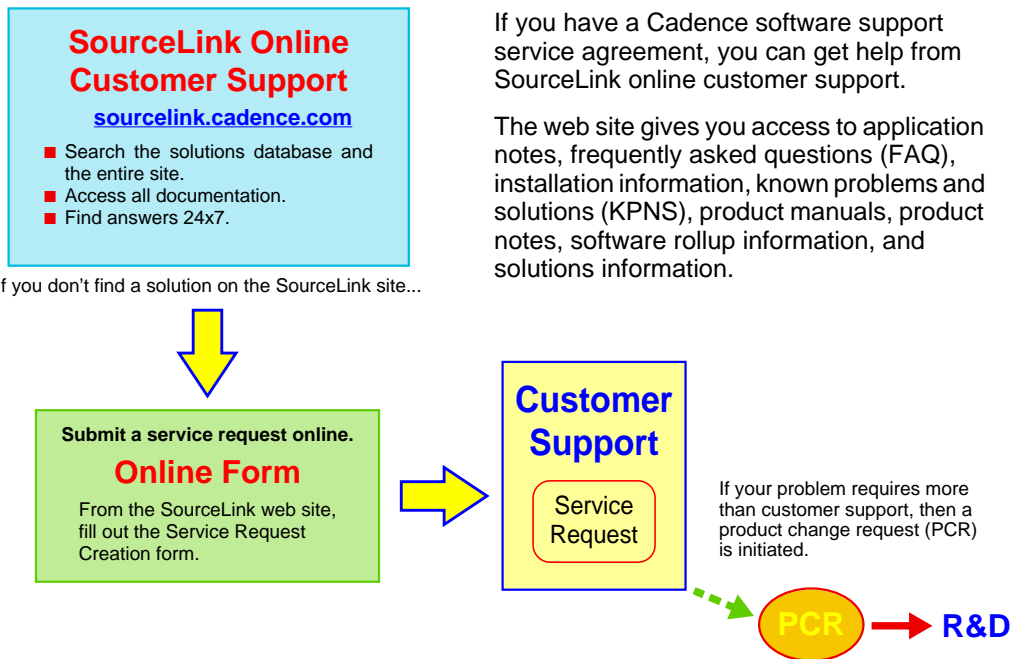 SourceLink Online
Customer Support
sourcelink.cadence.com
■ Search the solutions database and
the entire site.
■ Access all documentation.
■ Find answers 24x7.
If you have a Cadence software support
service agreement, you can get help from
SourceLink online customer support.
The web site gives you access to application
notes, frequently asked questions (FAQ),
installation information, known problems and
solutions (KPNS), product manuals, product
notes, software rollup information, and
solutions information.
f you don’t find a solution on the SourceLink site...
Submit a service request online.
Online Form
From the SourceLink web site,
fill out the Service Request
Creation form.
Customer
Support
Service
Request
If your problem requires more
than customer support, then a
product change request (PCR)
is initiated.
PCR
R&D